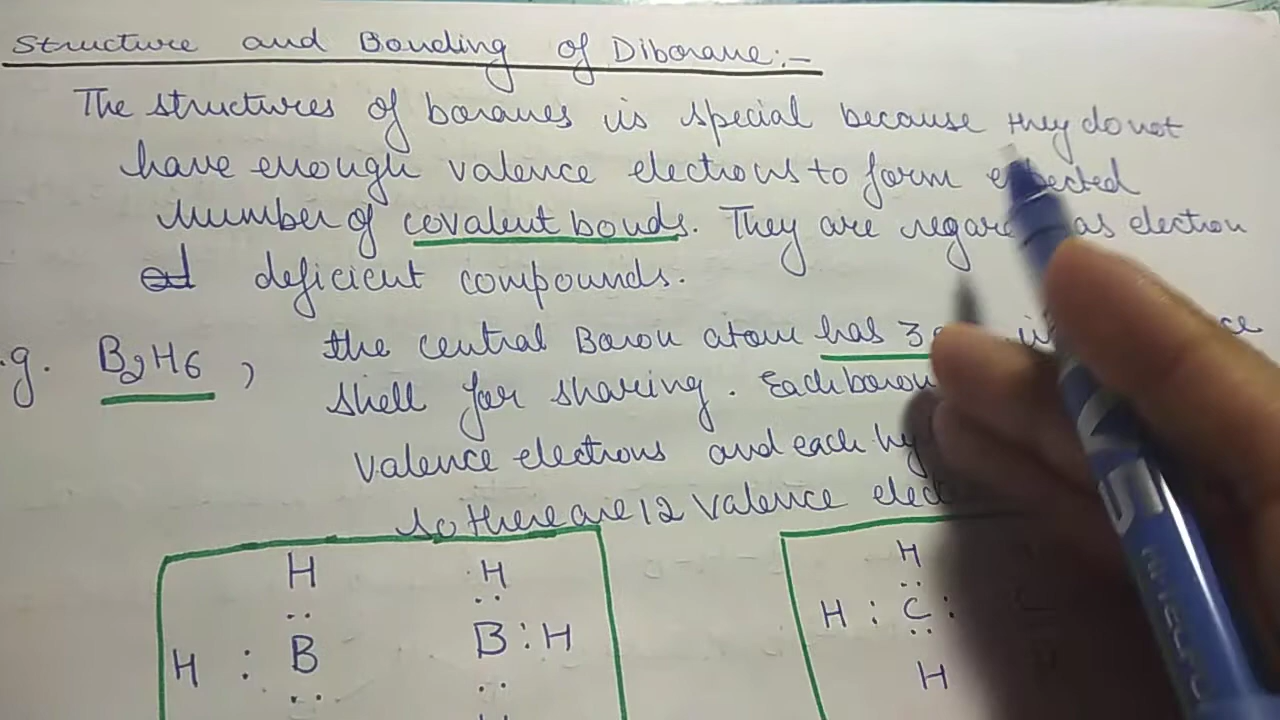 Structure and Bonding of Diborane:-
The structures of boranes is special because they do not
have enough valence electrons to form
number of covalent bonds. They are as electron
deficient compounds.
.g. B2H6, the central Boron atom has 3
shell for sharing. Each boron
valence electrons and each
so there are 12 valence
H H H
H : B B : H H : C :
H